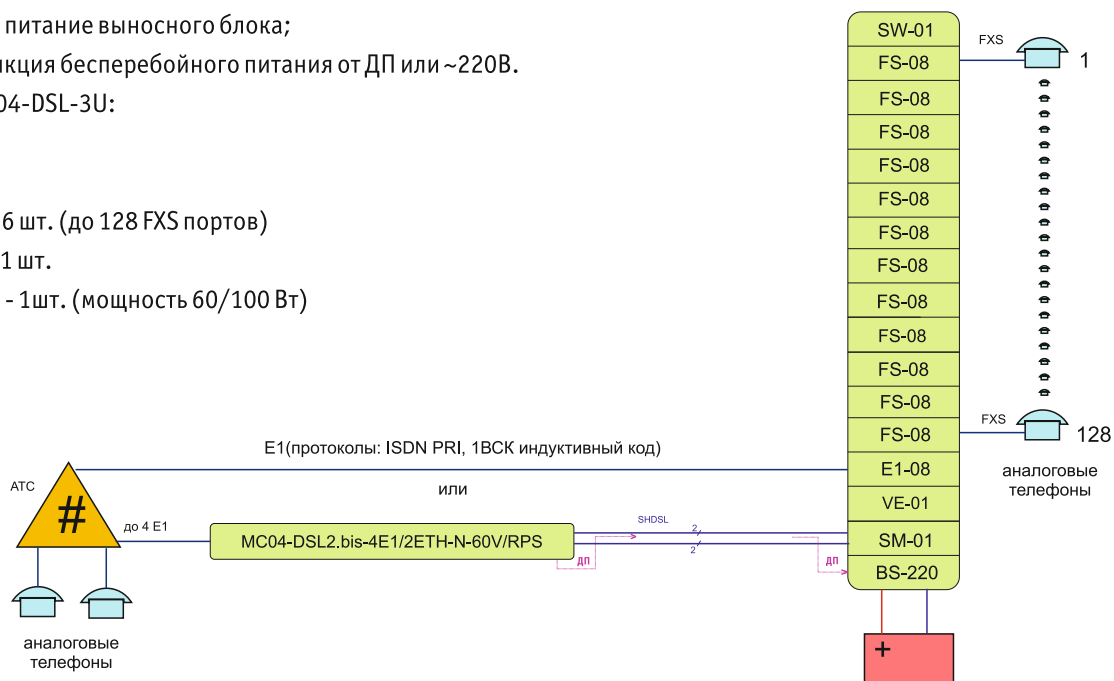 питание выносного блока;
нкция бесперебойного питания от ДП или ~220В.
04-DSL-3U:
6 шт. (до 128 FXS портов)
1 шт.
- 1шт. (мощность 60/100 Вт)
SW-01
FS-08
FS-08
FS-08
FS-08
FS-08
FS-08
FS-08
FS-08
FS-08
FS-08
FS-08
FS-08
E1-08
VE-01
SM-01
BS-220
+
FXS
1
FXS
128
аналоговые
телефоны
E1(протоколы: ISDN PRI, 1ВСК индуктивный код)
или
АТС
#
до 4 E1
MC04-DSL2.bis-4E1/2ETH-N-60V/RPS
SHDSL
2
2
ДП
ДП
аналоговые
телефоны